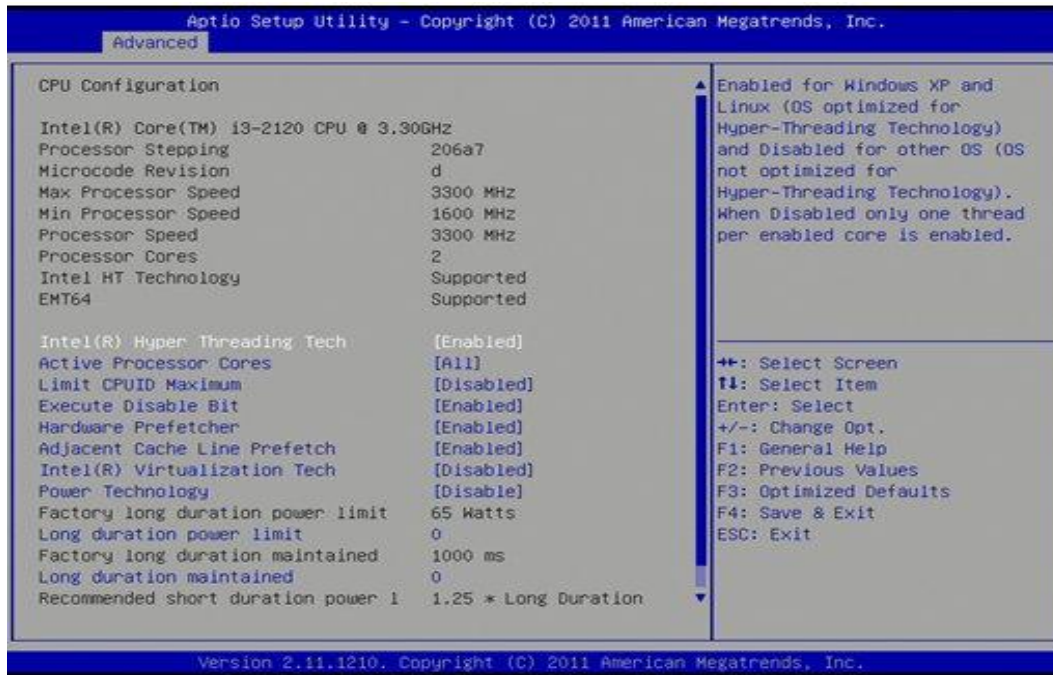 Aptio Setup Utility – Copyright (C) 2011 American Megatrends, Inc.
Advanced
CPU Configuration
Intel(R) Core(TM) i3-2120 CPU @ 3.30GHz
Processor Stepping 206a7
Microcode Revision d
Max Processor Speed 3300 MHz
Min Processor Speed 1600 MHz
Processor Speed 3300 MHz
Processor Cores 2
Intel HT Technology Supported
EMT64 Supported
Intel(R) Hyper Threading Tech [Enabled]
Active Processor Cores [All]
Limit CPUID Maximum [Disabled]
Execute Disable Bit [Enabled]
Hardware Prefetcher [Enabled]
Adjacent Cache Line Prefetch [Enabled]
Intel(R) Virtualization Tech [Disabled]
Power Technology [Disable]
Factory long duration power limit 65 Watts
Long duration power limit 0
Factory long duration maintained 1000 ms
Long duration maintained 0
Recommended short duration power l 1.25 * Long Duration
Enabled for Windows XP and
Linux (OS optimized for
Hyper-Threading Technology)
and Disabled for other OS (OS
not optimized for
Hyper-Threading Technology).
When Disabled only one thread
per enabled core is enabled.
→←: Select Screen
↑↓: Select Item
Enter: Select
+/-: Change Opt.
F1: General Help
F2: Previous Values
F3: Optimized Defaults
F4: Save & Exit
ESC: Exit
Version 2.11.1210. Copyright (C) 2011 American Megatrends, Inc.